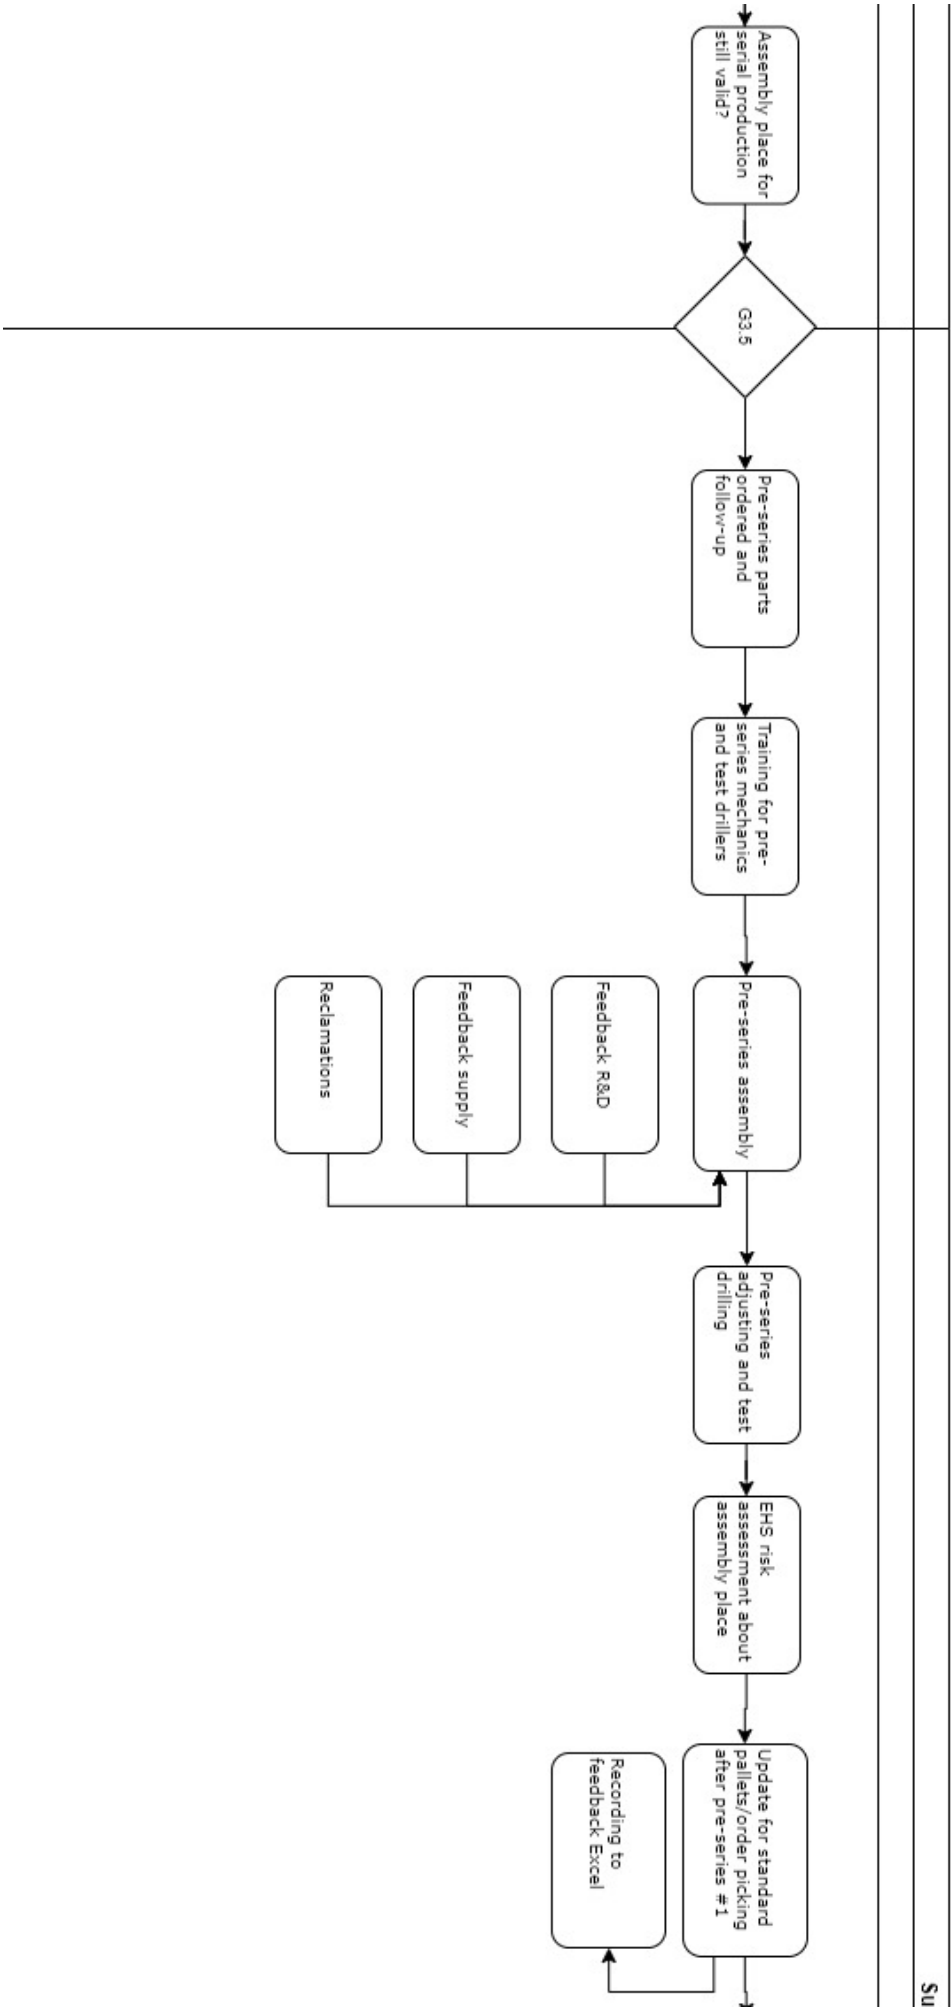 Assembly place for
serial production
still valid?
G3.5
Pre-series parts
ordered and
follow-up
Training for pre-
series mechanics
and test drillers
Pre-series assembly
Feedback R&D
Feedback supply
Reclamations
Pre-series
adjusting and test
drilling
EHS risk
assessment about
assembly place
Update for standard
pallets/order picking
after pre-series #1
Recording to
feedback Excel
Su